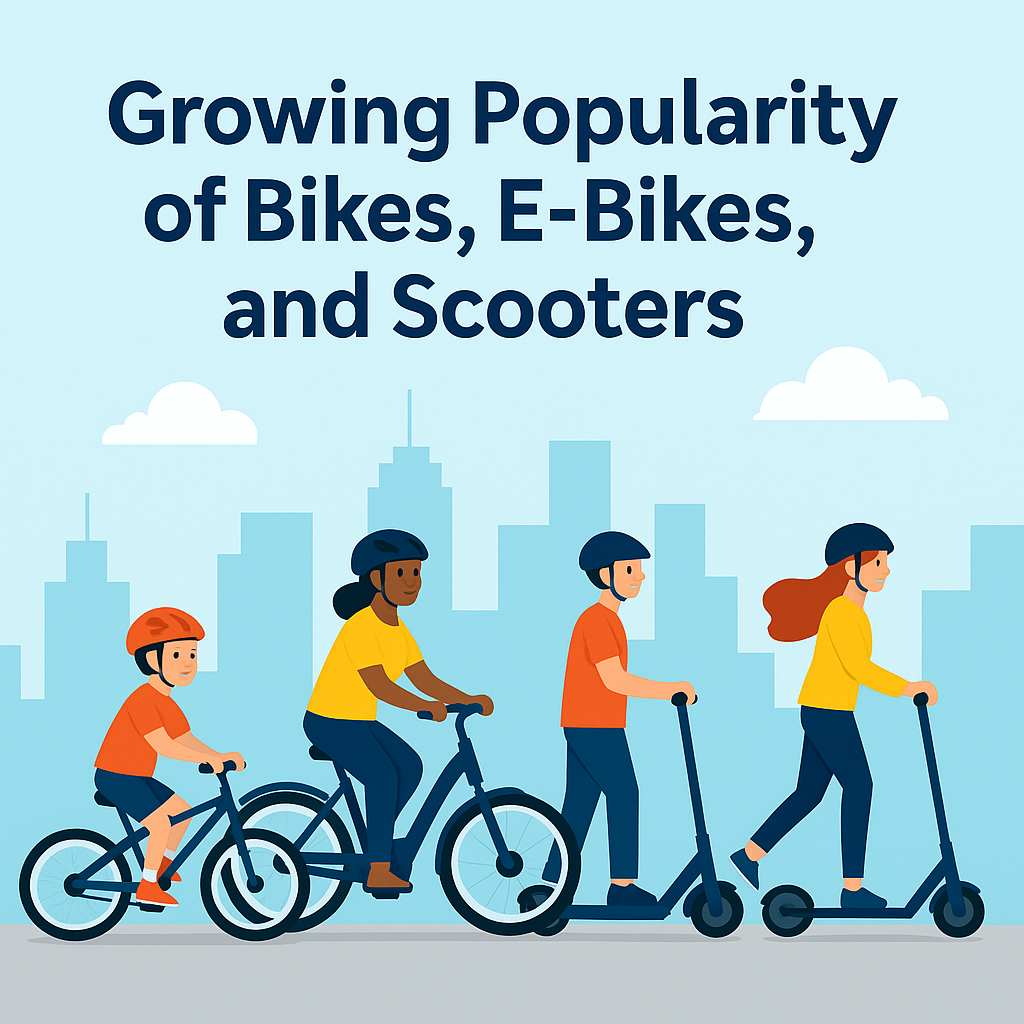 Growing Popularity
of Bikes, E-Bikes,
and Scooters